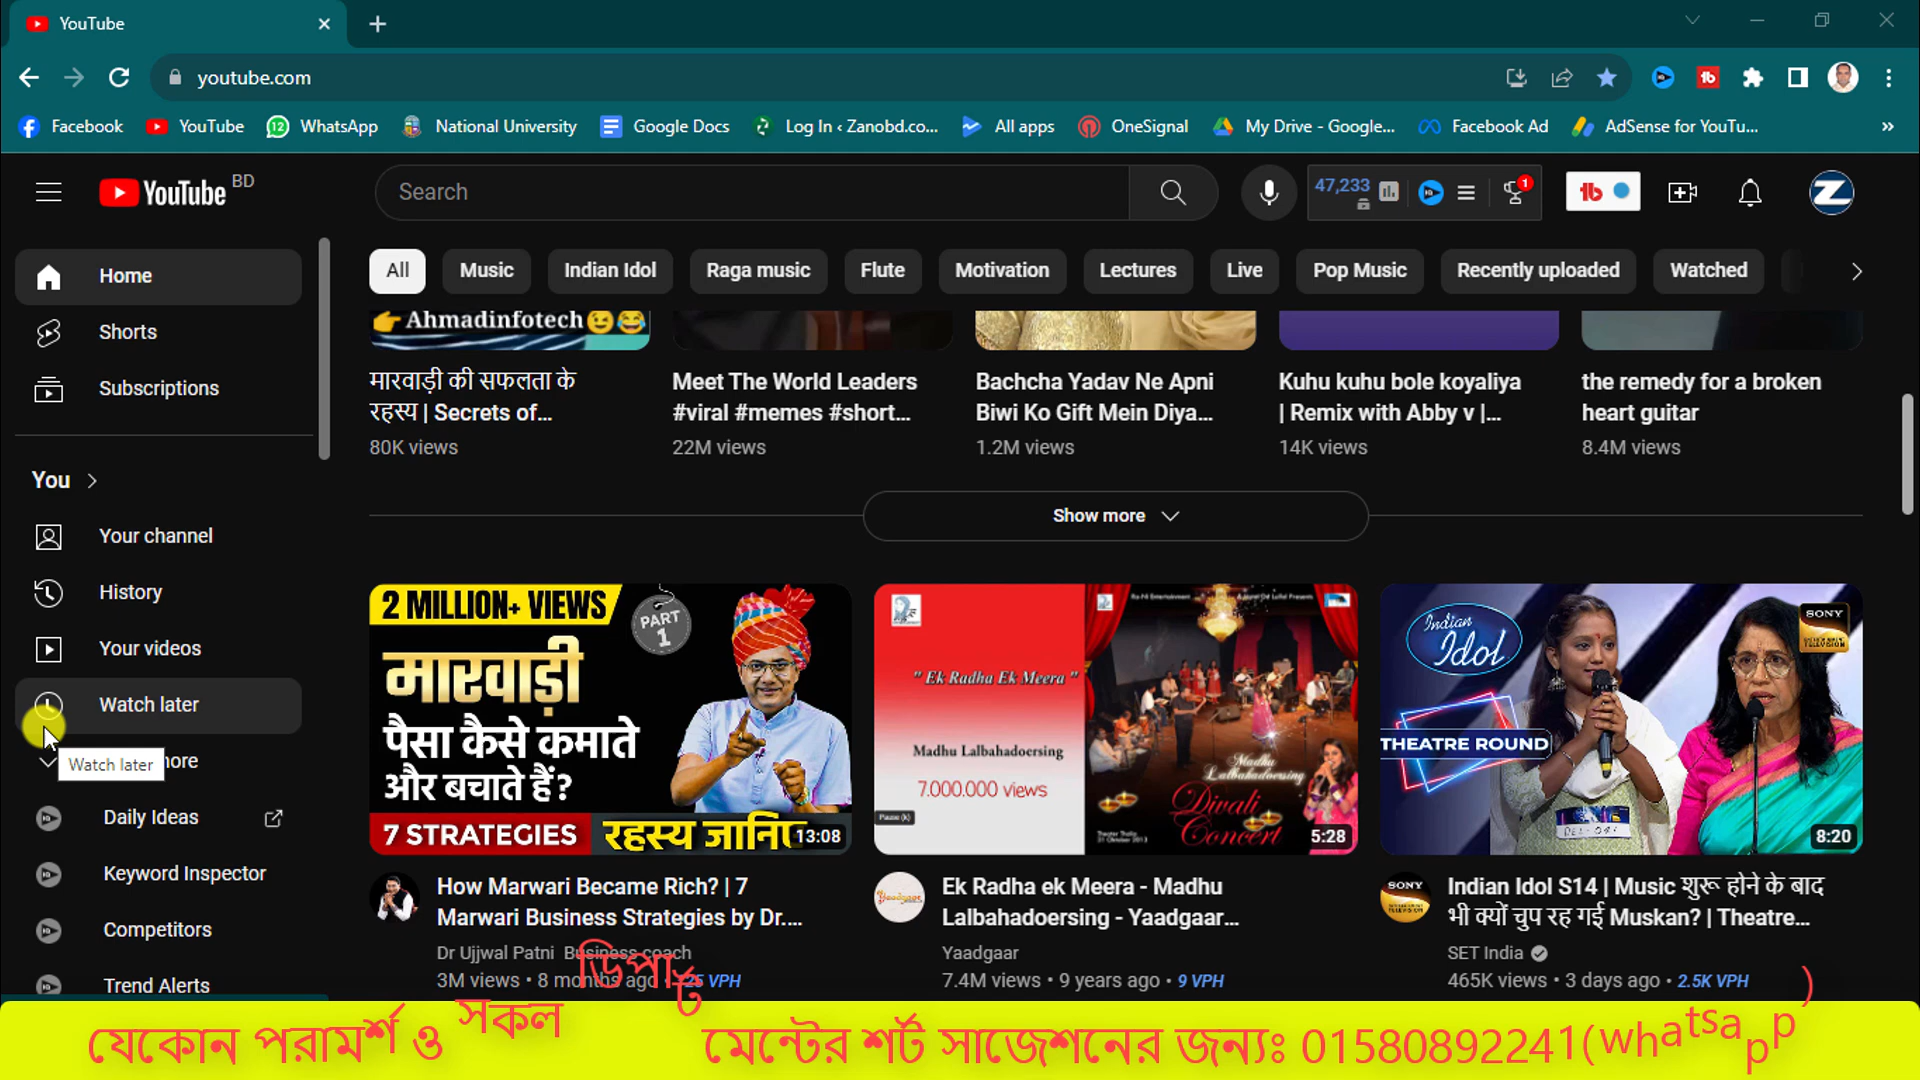 YouTube
youtube.com
Facebook YouTube WhatsApp National University Google Docs Log In ‹ Zanobd.co... All apps OneSignal My Drive - Google... Facebook Ad AdSense for YouTu... »
YouTube BD
Search
47,233
1
Home
Shorts
Subscriptions
You
Your channel
History
Your videos
Watch later
Watch later
Daily Ideas
Keyword Inspector
Competitors
Trend Alerts
All Music Indian Idol Raga music Flute Motivation Lectures Live Pop Music Recently uploaded Watched
Ahmadinfotech
मारवाड़ी की सफलता के
रहस्य | Secrets of...
80K views
Meet The World Leaders
#viral #memes #short...
22M views
Bachcha Yadav Ne Apni
Biwi Ko Gift Mein Diya...
1.2M views
Kuhu kuhu bole koyaliya
| Remix with Abby v |...
14K views
the remedy for a broken
heart guitar
8.4M views
Show more
2 MILLION+ VIEWS
PART
1
मारवाड़ी
पैसा कैसे कमाते
और बचाते हैं?
7 STRATEGIES
13:08
How Marwari Became Rich? | 7
Marwari Business Strategies by Dr....
Dr Ujjwal Patni Business coach
3M views • 8 months ago
VPH
" Ek Radha Ek Meera "
Madhu Lalbahadoersing
7.000.000 views
Pause (k)
Madhu
Lalbahadoersing
Divali
Concert
5:28
Ek Radha ek Meera - Madhu
Lalbahadoersing - Yaadgaar...
Yaadgaar
7.4M views • 9 years ago • 9 VPH
Indian
Idol
SONY
THEATRE ROUND
8:20
SONY
Indian Idol S14 | Music शुरू होने के बाद
भी क्यों चुप रह गई Muskan? | Theatre...
SET India
465K views • 3 days ago • 2.5K VPH
যেকোন পরামর্শ ও সকল ডিপার্টমেন্টের শর্ট সাজেশনের জন্যঃ 01580892241(whatsapp)